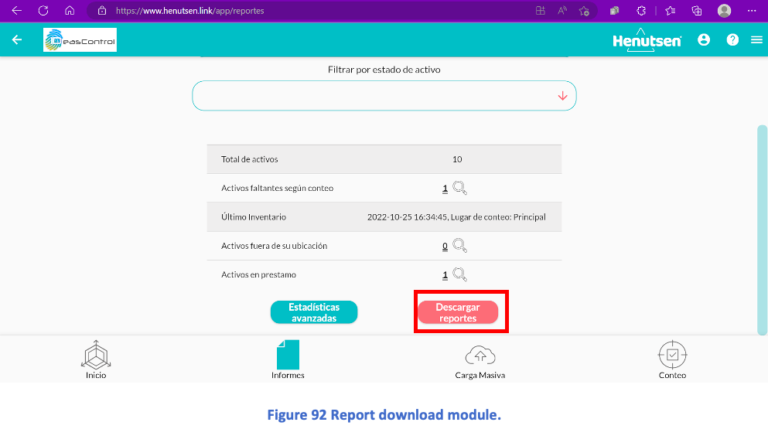 https://www.henutsen.link/app/reportes
easControl
Henutsen
Filtrar por estado de activo
Total de activos 10
Activos faltantes según conteo 1
Último Inventario 2022-10-25 16:34:45, Lugar de conteo: Principal
Activos fuera de su ubicación 0
Activos en prestamo 1
Estadísticas
avanzadas
Descargar
reportes
Inicio
Informes
Carga Masiva
Conteo
Figure 92 Report download module.